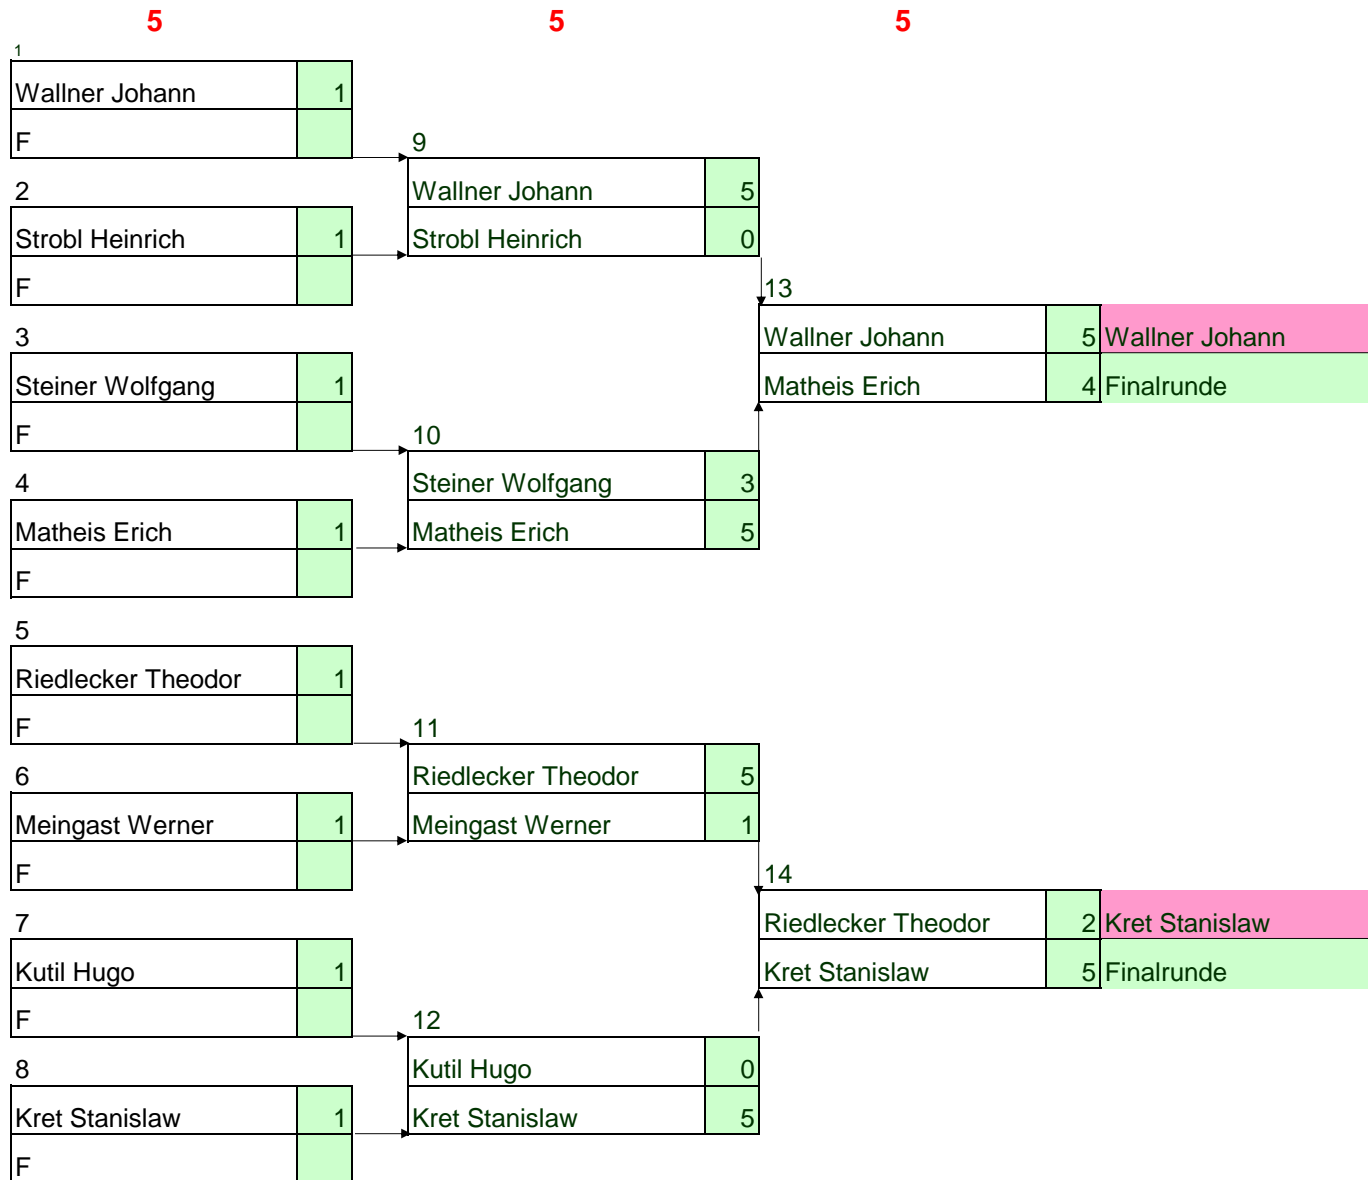 5 5 5
1
Wallner Johann 1
F
2
Strobl Heinrich 1
F
3
Steiner Wolfgang 1
F
4
Matheis Erich 1
F
5
Riedlecker Theodor 1
F
6
Meingast Werner 1
F
7
Kutil Hugo 1
F
8
Kret Stanislaw 1
F
9
Wallner Johann 5
Strobl Heinrich 0
10
Steiner Wolfgang 3
Matheis Erich 5
11
Riedlecker Theodor 5
Meingast Werner 1
12
Kutil Hugo 0
Kret Stanislaw 5
13
Wallner Johann 5 Wallner Johann
Matheis Erich 4 Finalrunde
14
Riedlecker Theodor 2 Kret Stanislaw
Kret Stanislaw 5 Finalrunde